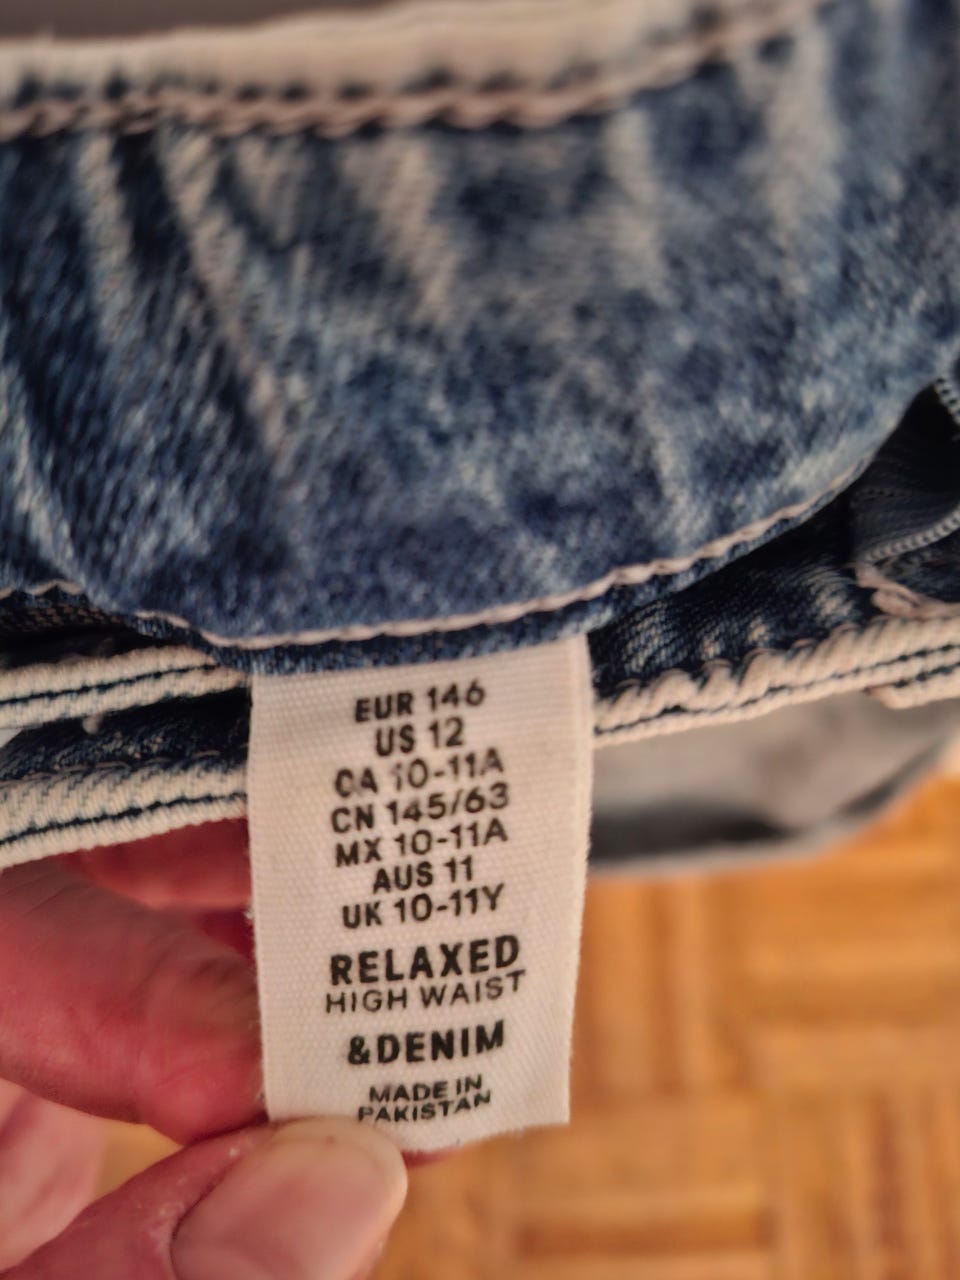 EUR 146
US 12
CA 10-11A
CN 145/63
MX 10-11A
AUS 11
UK 10-11Y
RELAXED
HIGH WAIST
&DENIM
MADE IN
PAKISTAN